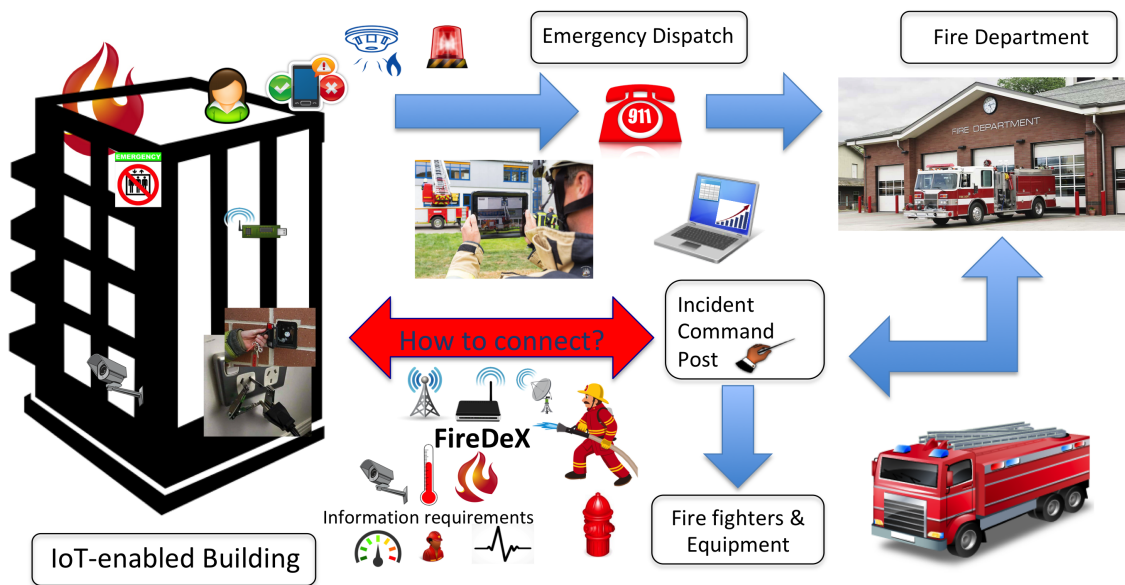 Emergency Dispatch
Fire Department
911
FIRE DEPARTMENT
EMERGENCY
How to connect?
Incident
Command
Post
FireDeX
Information requirements
Fire fighters &
Equipment
IoT-enabled Building